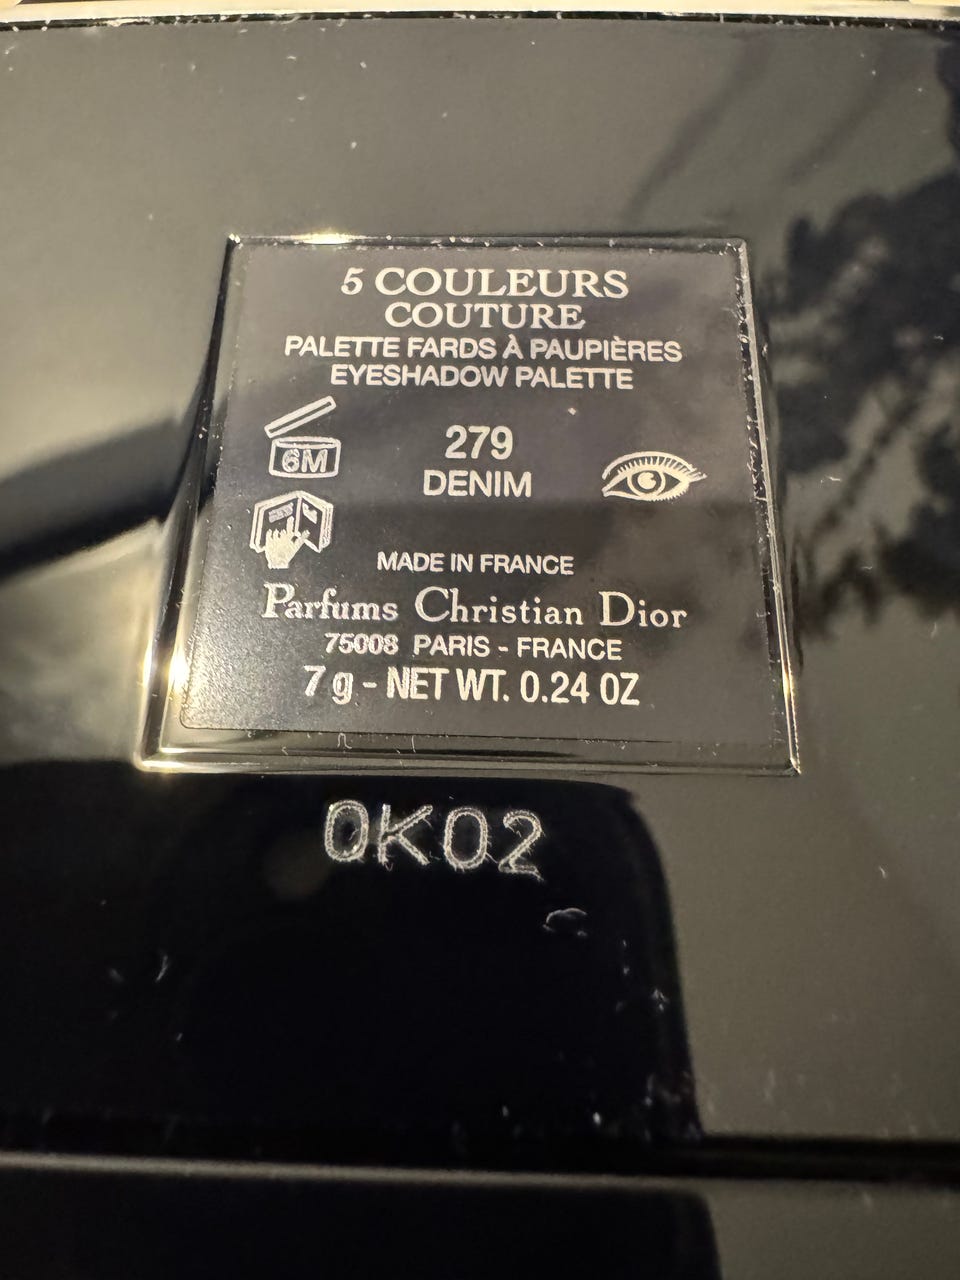 5 COULEURS
COUTURE
PALETTE FARDS À PAUPIÈRES
EYESHADOW PALETTE
6M
279
DENIM
MADE IN FRANCE
Parfums Christian Dior
75008 PARIS - FRANCE
7 g - NET WT. 0.24 OZ
0K02